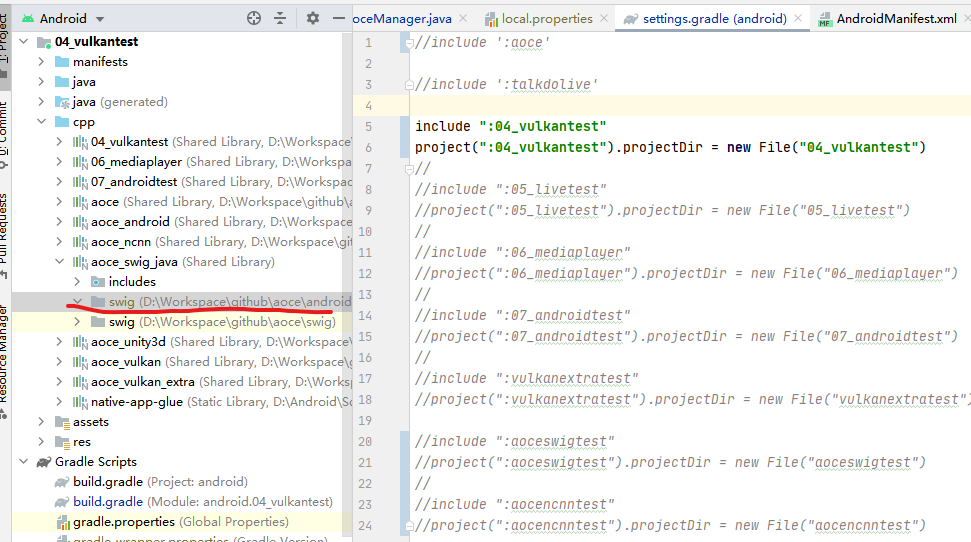 Android
oceManager.java
local.properties
settings.gradle (android)
AndroidManifest.xml
1: Project
0: Commit
Pull Requests
Resource Manager
04_vulkantest
manifests
java
java (generated)
cpp
04_vulkantest (Shared Library, D:\Workspace
06_mediaplayer (Shared Library, D:\Workspac
07_androidtest (Shared Library, D:\Workspac
aoce (Shared Library, D:\Workspace\github\a
aoce_android (Shared Library, D:\Workspace\
aoce_ncnn (Shared Library, D:\Workspace\git
aoce_swig_java (Shared Library)
includes
swig (D:\Workspace\github\aoce\android
swig (D:\Workspace\github\aoce\swig)
aoce_unity3d (Shared Library, D:\Workspace\
aoce_vulkan (Shared Library, D:\Workspace\g
aoce_vulkan_extra (Shared Library, D:\Worksp
native-app-glue (Static Library, D:\Android\Sc
assets
res
Gradle Scripts
build.gradle (Project: android)
build.gradle (Module: android.04_vulkantest)
gradle.properties (Global Properties)
gradle-wrapper.properties (Gradle Version)
1 //include ':aoce'
2
3 //include ':talkdolive'
4
5 include ":04_vulkantest"
6 project(":04_vulkantest").projectDir = new File("04_vulkantest")
7 //
8 //include ":05_livetest"
9 //project(":05_livetest").projectDir = new File("05_livetest")
10 //
11 //include ":06_mediaplayer"
12 //project(":06_mediaplayer").projectDir = new File("06_mediaplayer")
13 //
14 //include ":07_androidtest"
15 //project(":07_androidtest").projectDir = new File("07_androidtest")
16 //
17 //include ":vulkanextratest"
18 //project(":vulkanextratest").projectDir = new File("vulkanextratest")
19
20 //include ":aoceswigtest"
21 //project(":aoceswigtest").projectDir = new File("aoceswigtest")
22 //
23 //include ":aocencnntest"
24 //project(":aocencnntest").projectDir = new File("aocencnntest")